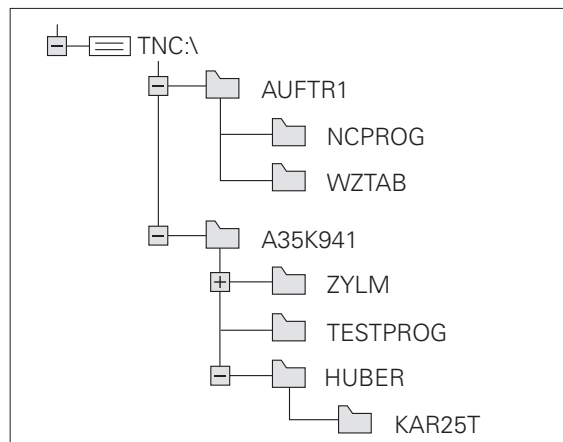 TNC:\
AUFTR1
NCPROG
WZTAB
A35K941
ZYLM
TESTPROG
HUBER
KAR25T